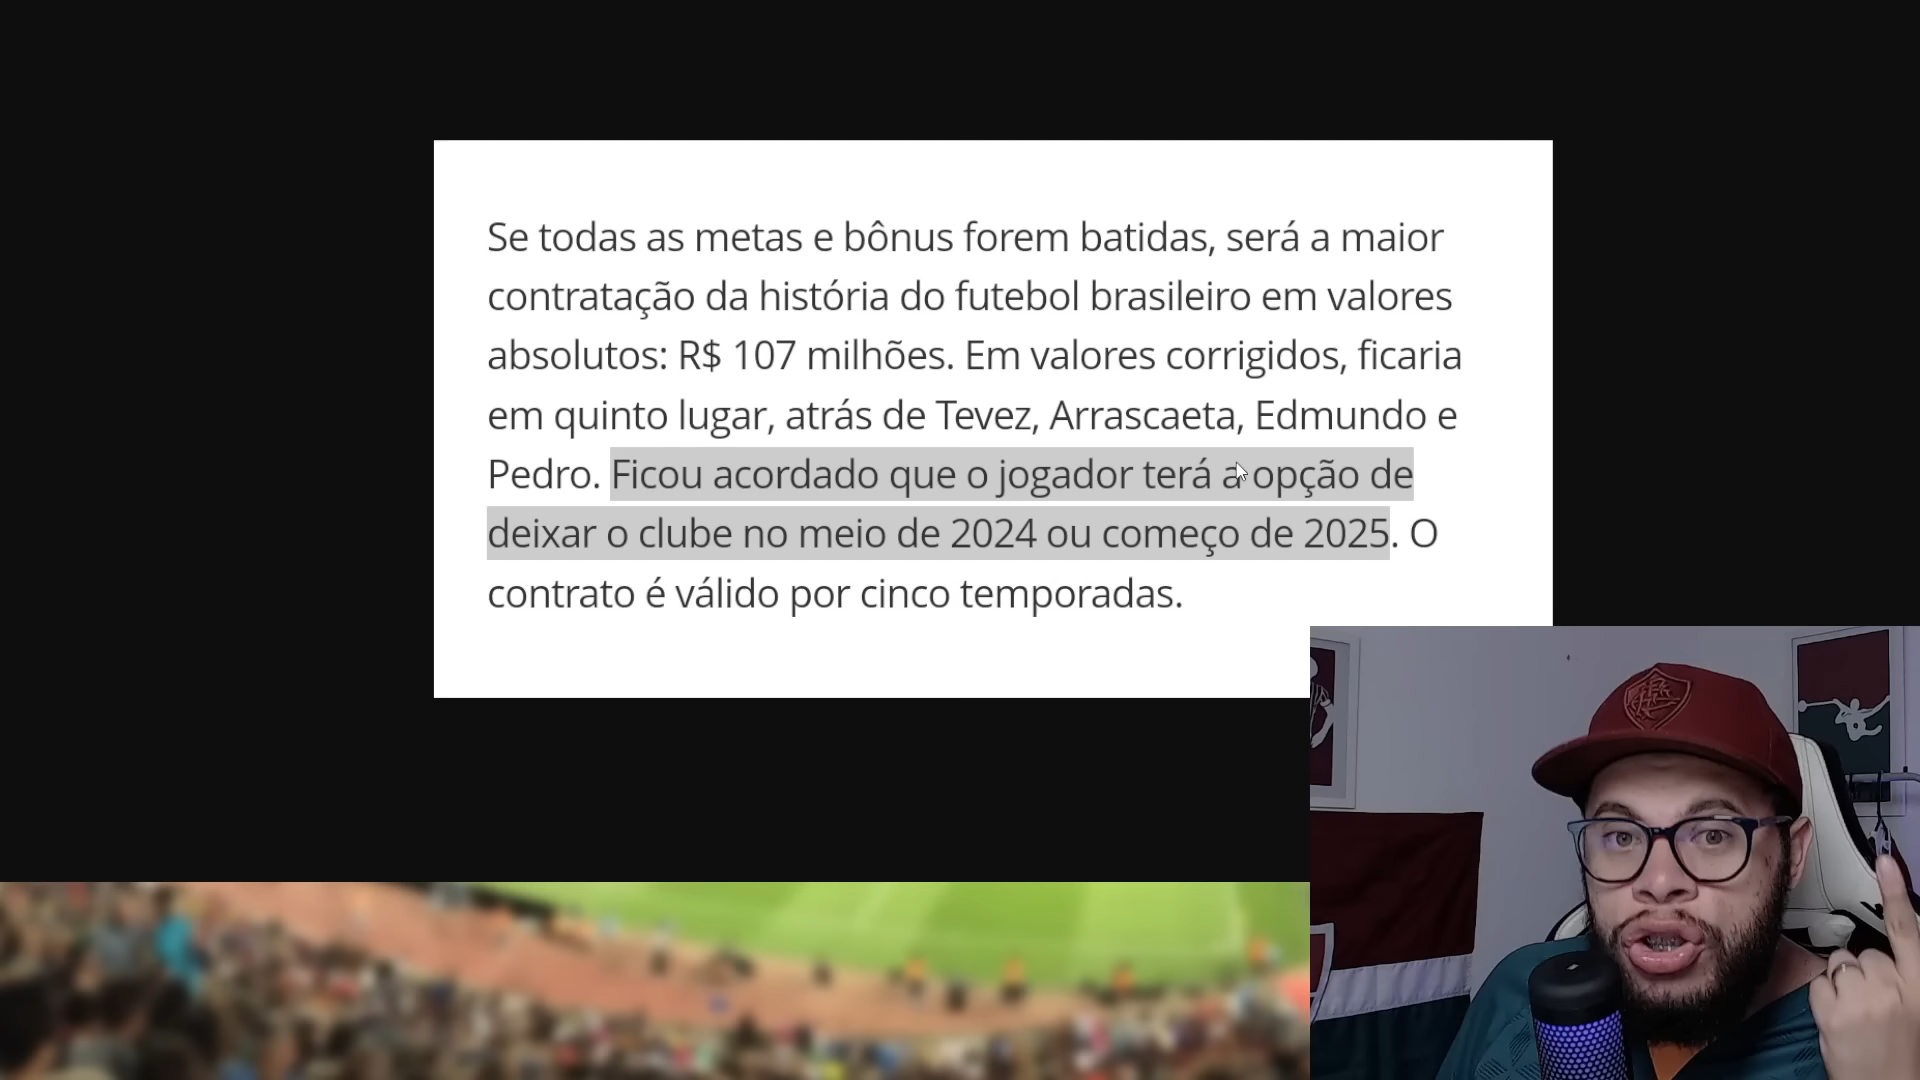 Se todas as metas e bônus forem batidas, será a maior
contratação da história do futebol brasileiro em valores
absolutos: R$ 107 milhões. Em valores corrigidos, ficaria
em quinto lugar, atrás de Tevez, Arrascaeta, Edmundo e
Pedro. Ficou acordado que o jogador terá a opção de
deixar o clube no meio de 2024 ou começo de 2025. O
contrato é válido por cinco temporadas.